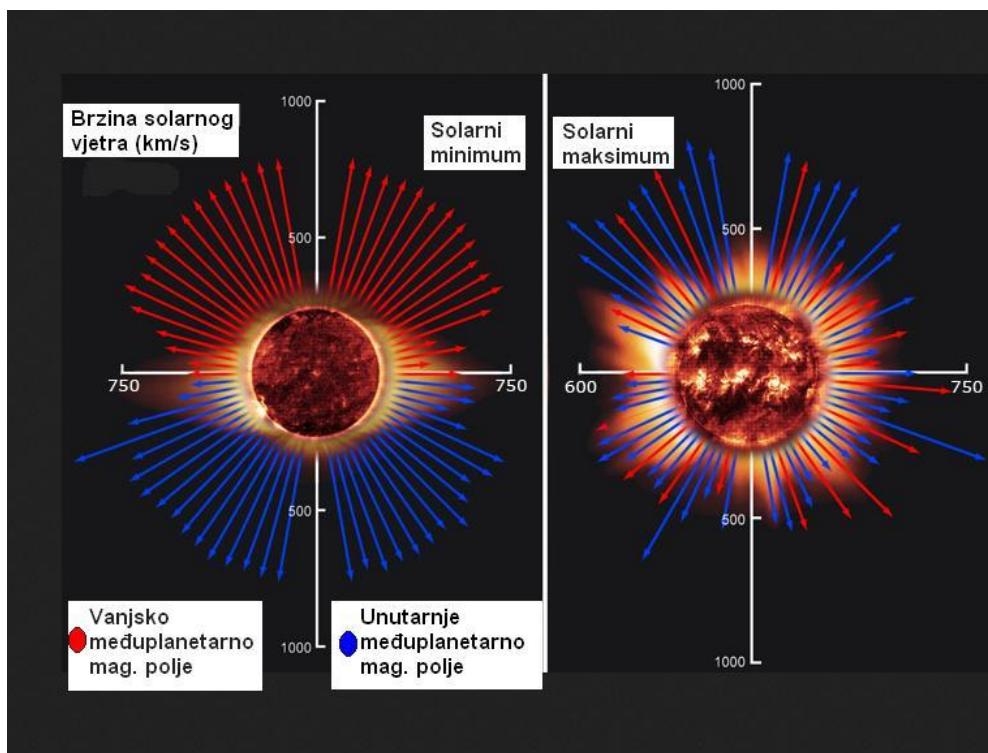 Brzina solarnog
vjetra (km/s)
1000
Solarni
minimum
500
750
750
500
1000
Vanjsko
međuplanetarno
mag. polje
Unutarnje
međuplanetarno
mag. polje
1000
Solarni
maksimum
500
600
750
500
1000